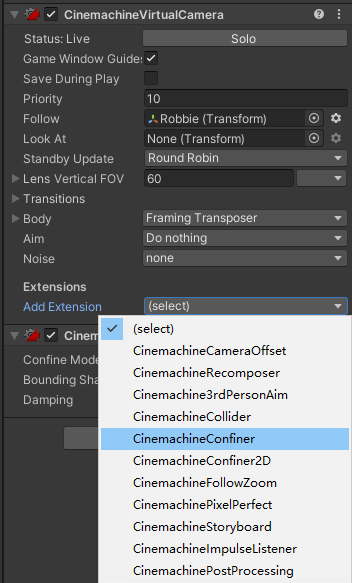 CinemachineVirtualCamera
Status: Live Solo
Game Window Guides
Save During Play
Priority 10
Follow Robbie (Transform)
Look At None (Transform)
Standby Update Round Robin
Lens Vertical FOV 60
Transitions
Body Framing Transposer
Aim Do nothing
Noise none
Extensions
Add Extension (select)
Cinem
(select)
Confine Mode
CinemachineCameraOffset
Bounding Sha
CinemachineRecomposer
Damping
Cinemachine3rdPersonAim
CinemachineCollider
CinemachineConfiner
CinemachineConfiner2D
CinemachineFollowZoom
CinemachinePixelPerfect
CinemachineStoryboard
CinemachineImpulseListener
CinemachinePostProcessing